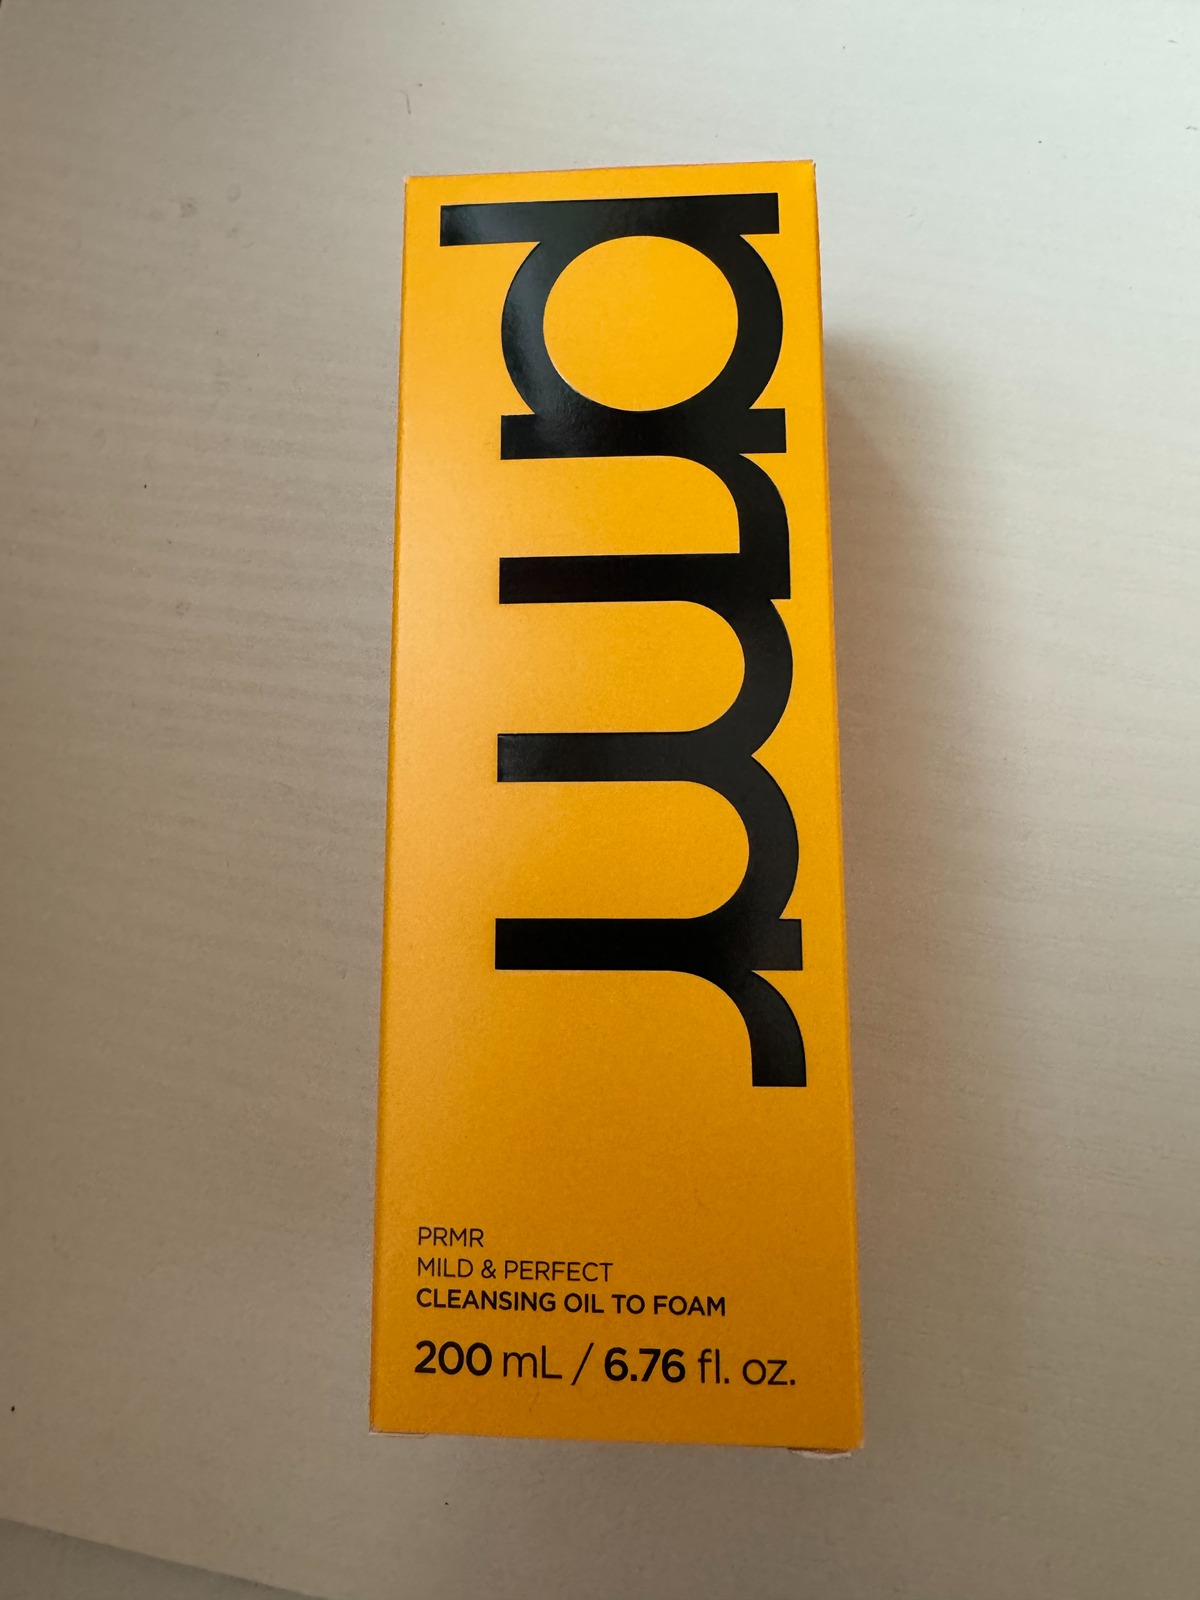 prmr
PRMR
MILD & PERFECT
CLEANSING OIL TO FOAM
200 mL / 6.76 fl. oz.